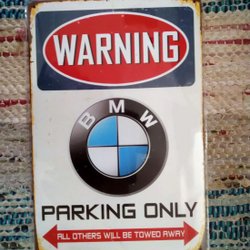 WARNING
BMW
PARKING ONLY
ALL OTHERS WILL BE TOWED AWAY